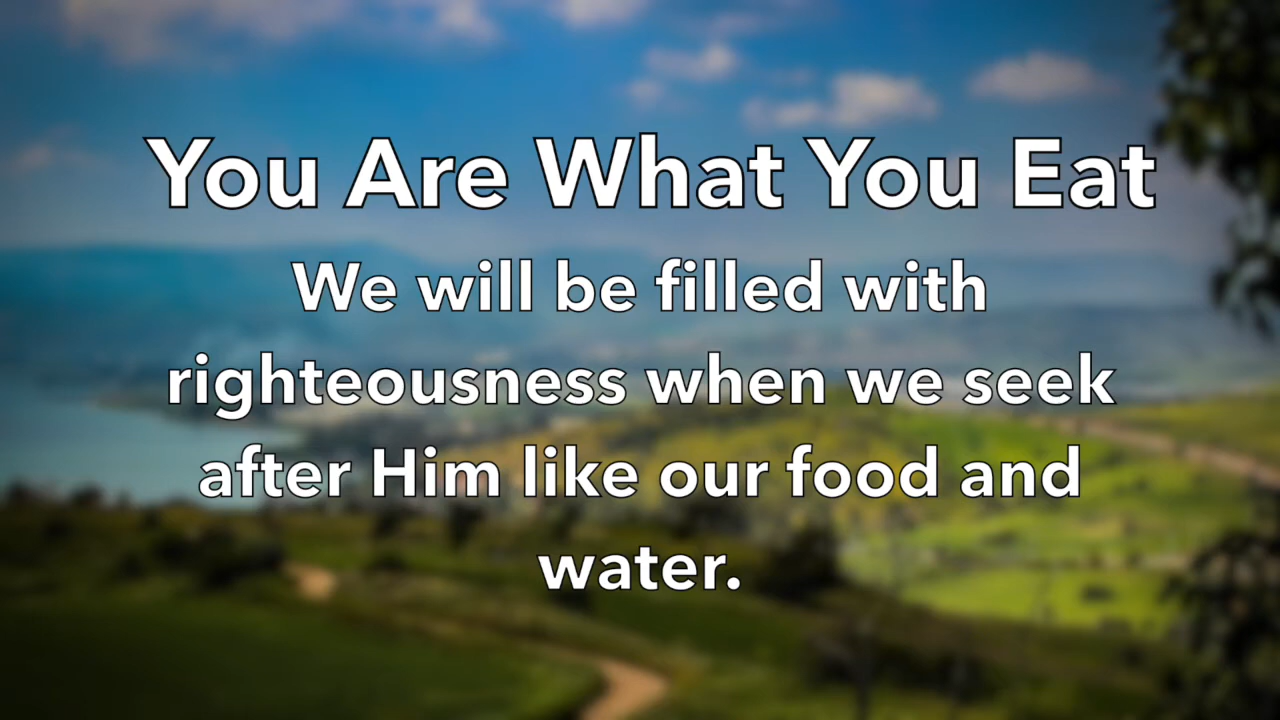 You Are What You Eat
We will be filled with
righteousness when we seek
after Him like our food and
water.